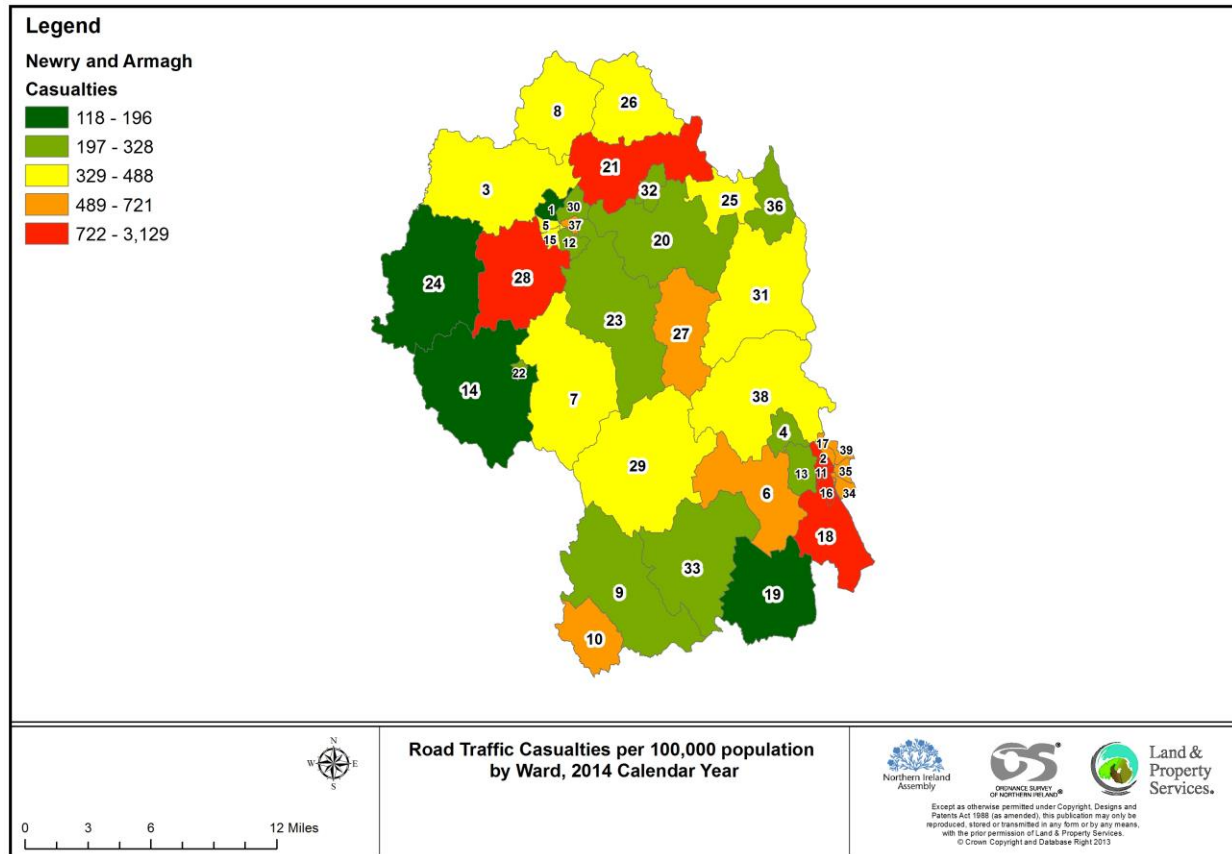 Legend
Newry and Armagh
Casualties
118 - 196
197 - 328
329 - 488
489 - 721
722 - 3,129
8
26
21
3
32
25
36
1
30
5
37
15
12
20
24
28
31
23
27
22
14
7
38
4
17
39
2
29
13
11
35
6
16
34
18
33
9
19
10
N
W
E
S
0
3
6
12 Miles
Road Traffic Casualties per 100,000 population
by Ward, 2014 Calendar Year
Northern Ireland
Assembly
OS®
ORDNANCE SURVEY
OF NORTHERN IRELAND®
Land &
Property
Services.
Except as otherwise permitted under Copyright, Designs and
Patents Act 1988 (as amended), this publication may only be
reproduced, stored or transmitted in any form or by any means,
with the prior permission of Land & Property Services.
© Crown Copyright and Database Right 2013